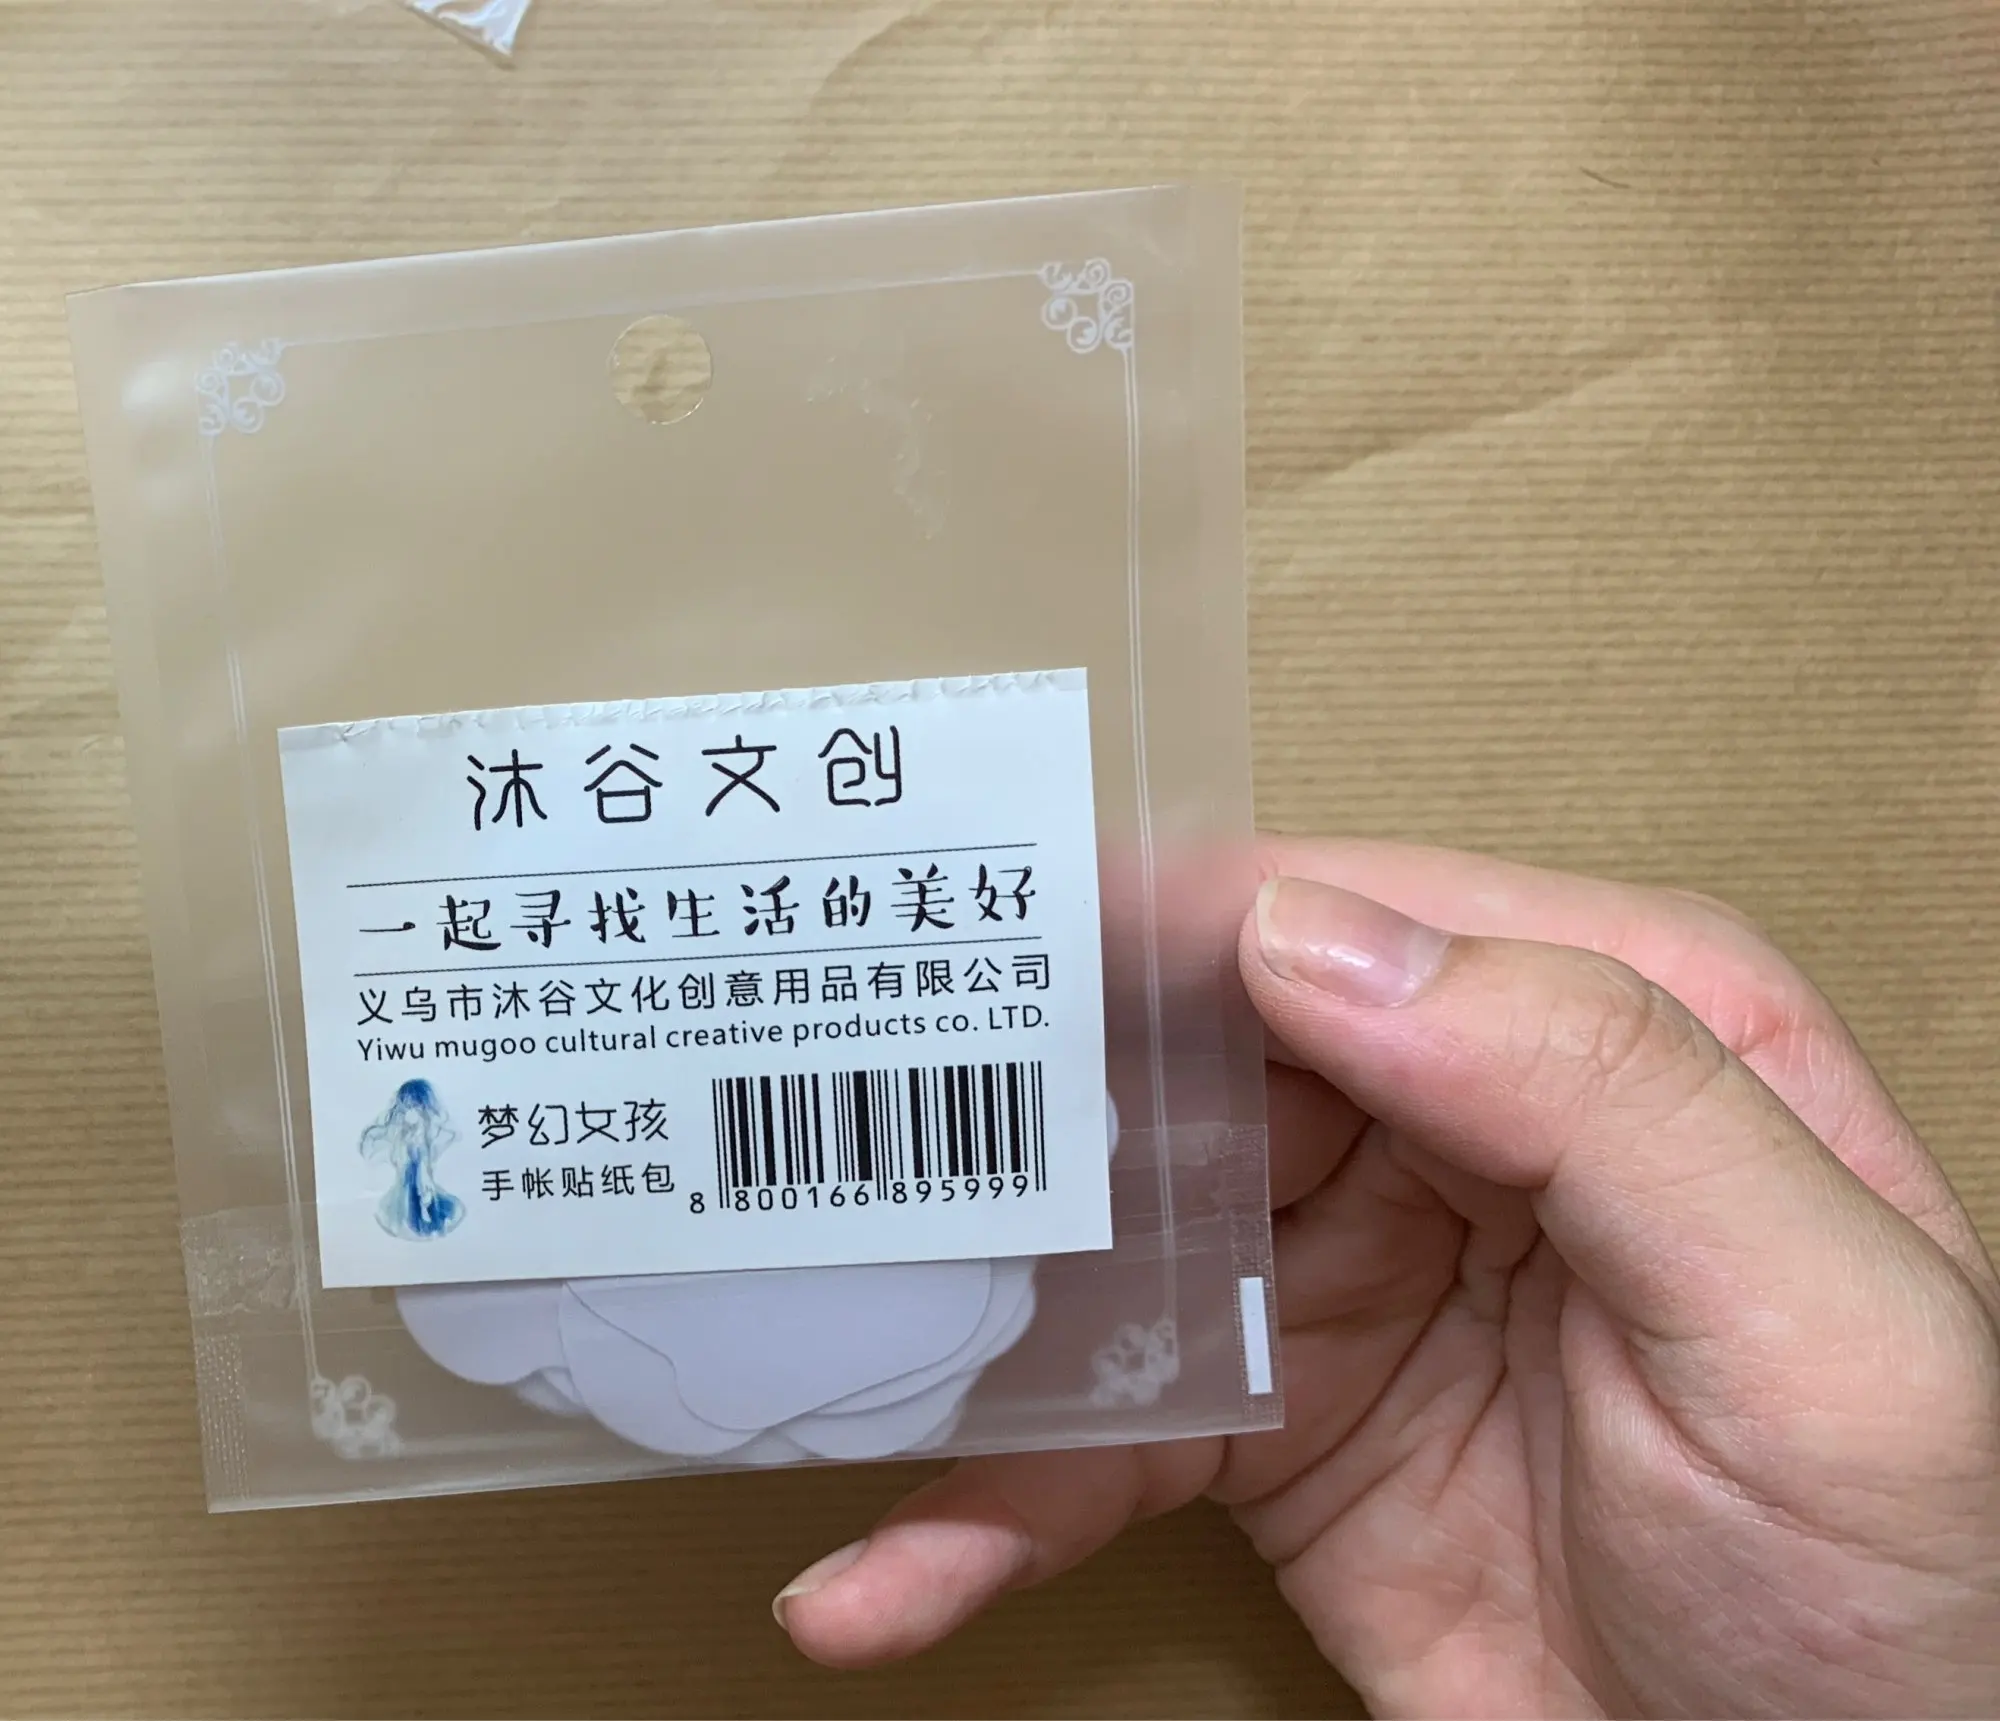 沐谷文创
一起寻找生活的美好
义乌市沐谷文化创意用品有限公司
Yiwu mugoo cultural creative products co. LTD.
梦幻女孩
手帐贴纸包
8 800166 895999